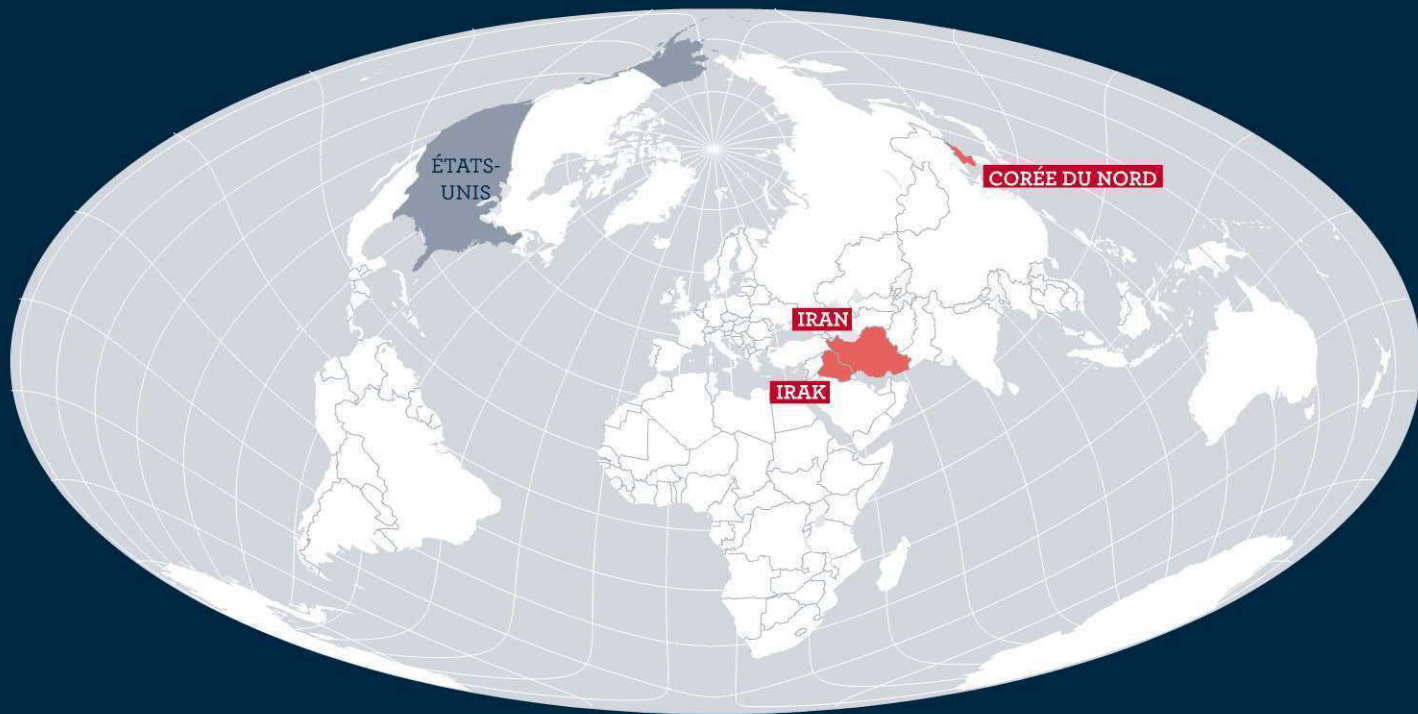 ÉTATS-
UNIS
CORÉE DU NORD
IRAN
IRAK